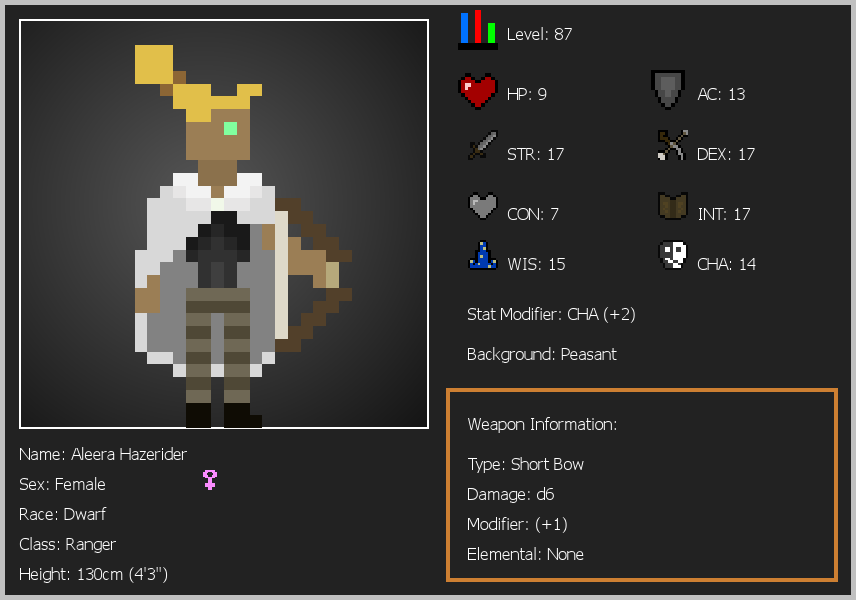 Level: 87
HP: 9
AC: 13
STR: 17
DEX: 17
CON: 7
INT: 17
WIS: 15
CHA: 14
Stat Modifier: CHA (+2)
Background: Peasant
Weapon Information:
Type: Short Bow
Damage: d6
Modifier: (+1)
Elemental: None
Name: Aleera Hazerider
Sex: Female
Race: Dwarf
Class: Ranger
Height: 130cm (4'3")